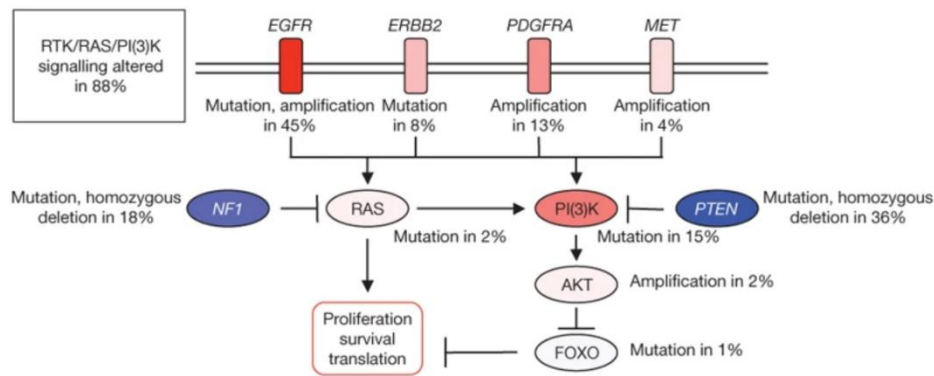 RTK/RAS/PI(3)K
signalling altered
in 88%
EGFR
ERBB2
PDGFRA
MET
Mutation, amplification
in 45%
Mutation
in 8%
Amplification
in 13%
Amplification
in 4%
Mutation, homozygous
deletion in 18%
NF1
RAS
PI(3)K
PTEN
Mutation, homozygous
deletion in 36%
Mutation in 2%
Mutation in 15%
AKT
Amplification in 2%
Proliferation
survival
translation
FOXO
Mutation in 1%